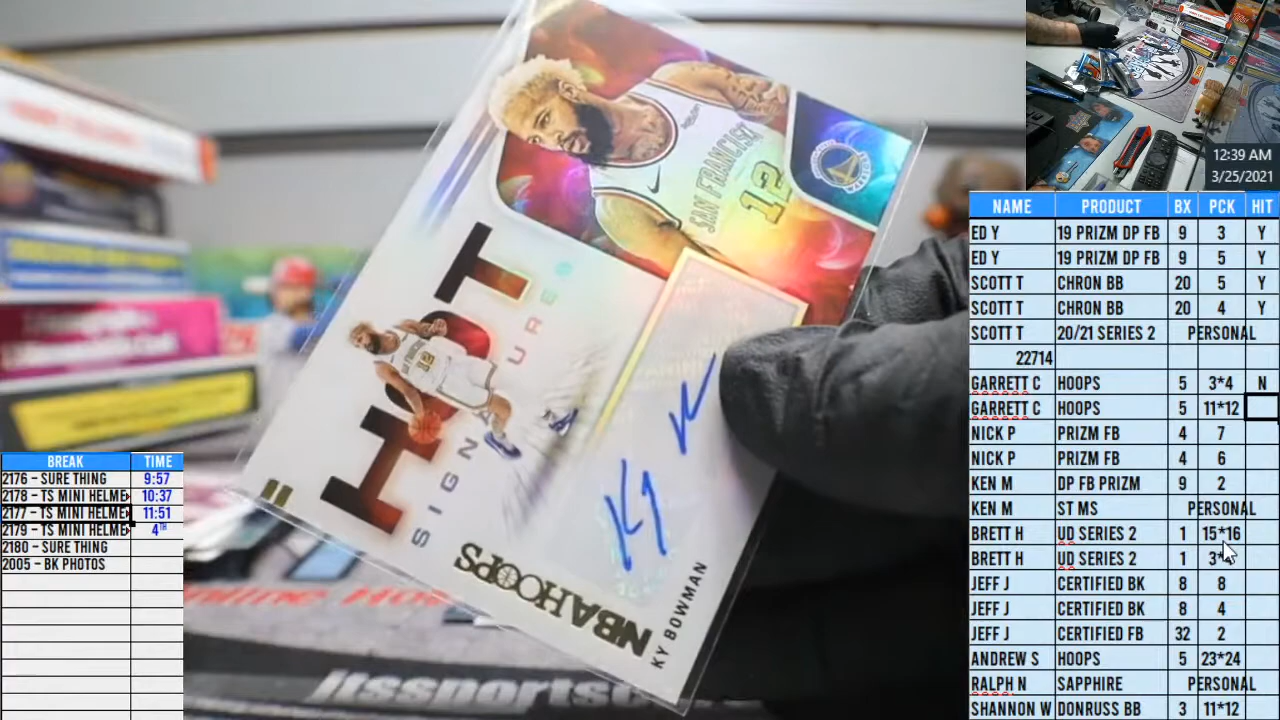 12:39 AM
3/25/2021
NAME PRODUCT BX PCK HIT
ED Y 19 PRIZM DP FB 9 3 Y
ED Y 19 PRIZM DP FB 9 5 Y
SCOTT T CHRON BB 20 5 Y
SCOTT T CHRON BB 20 4 Y
SCOTT T 20/21 SERIES 2 PERSONAL
22714
GARRETT C HOOPS 5 3*4 N
GARRETT C HOOPS 5 11*12
NICK P PRIZM FB 4 7
NICK P PRIZM FB 4 6
KEN M DP FB PRIZM 9 2
KEN M ST MS PERSONAL
BRETT H UD SERIES 2 1 15*16
BRETT H UD SERIES 2 1
JEFF J CERTIFIED BK 8 8
JEFF J CERTIFIED BK 8 4
JEFF J CERTIFIED FB 32 2
ANDREW S HOOPS 5 23*24
RALPH N SAPPHIRE PERSONAL
SHANNON W DONRUSS BB 3 11*12
BREAK TIME
2176 – SURE THING 9:57
2178 – TS MINI HELME 10:37
2177 – TS MINI HELME 11:51
2179 – TS MINI HELME 4TH
2180 – SURE THING
2005 – BK PHOTOS
SAN FRANCISCO
12
HOT
SIGNATURES
12
Ky
NBA HOOPS
KY BOWMAN